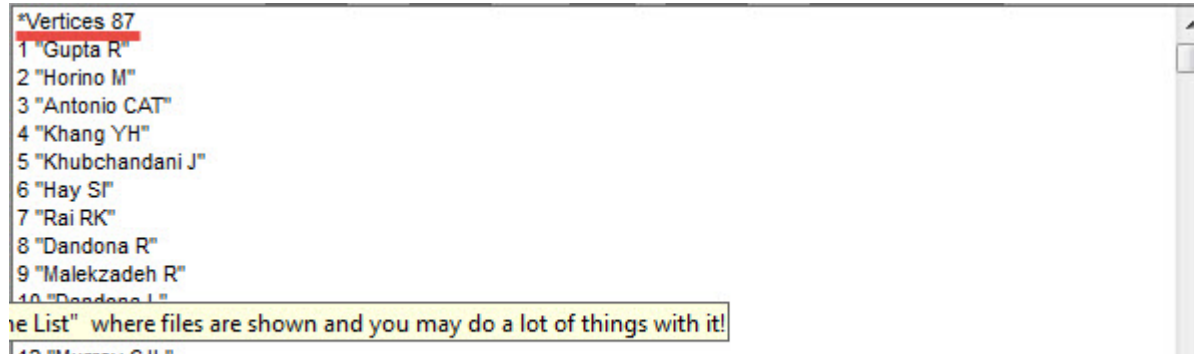 *Vertices 87
1 "Gupta R"
2 "Horino M"
3 "Antonio CAT"
4 "Khang YH"
5 "Khubchandani J"
6 "Hay SI"
7 "Rai RK"
8 "Dandona R"
9 "Malekzadeh R"
10 "Dandona L"
e List"  where files are shown and you may do a lot of things with it!